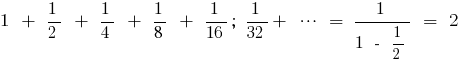 1 + 1/2 + 1/4 + 1/8 + 1/16 ; 1/32 + ⋯ = 1/(1 - 1/2) = 2